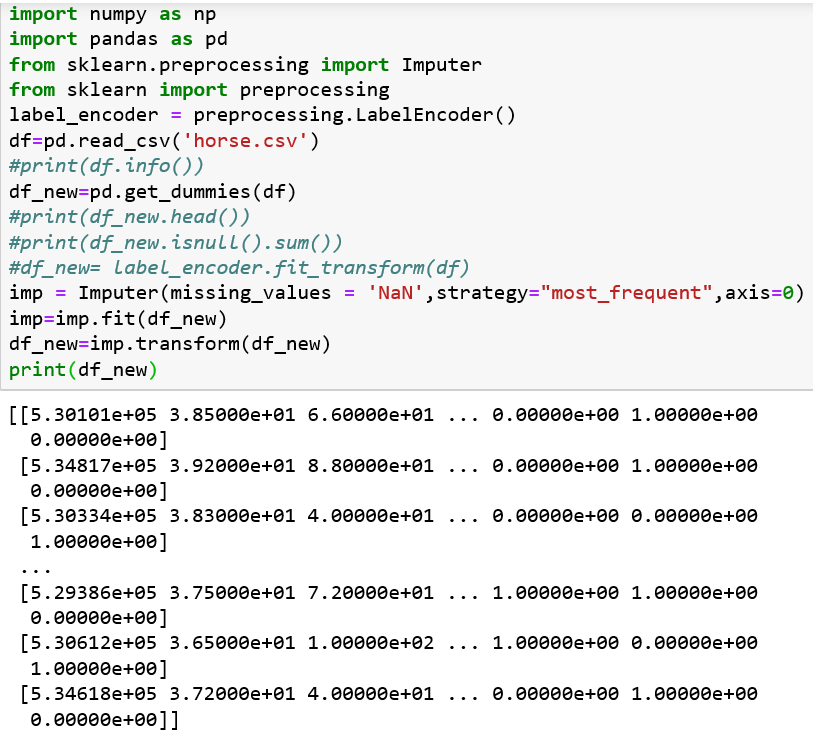 import numpy as np
import pandas as pd
from sklearn.preprocessing import Imputer
from sklearn import preprocessing
label_encoder = preprocessing.LabelEncoder()
df=pd.read_csv('horse.csv')
#print(df.info())
df_new=pd.get_dummies(df)
#print(df_new.head())
#print(df_new.isnull().sum())
#df_new= label_encoder.fit_transform(df)
imp = Imputer(missing_values = 'NaN',strategy="most_frequent",axis=0)
imp=imp.fit(df_new)
df_new=imp.transform(df_new)
print(df_new)
[[5.30101e+05 3.85000e+01 6.60000e+01 ... 0.00000e+00 1.00000e+00
  0.00000e+00]
 [5.34817e+05 3.92000e+01 8.80000e+01 ... 0.00000e+00 1.00000e+00
  0.00000e+00]
 [5.30334e+05 3.83000e+01 4.00000e+01 ... 0.00000e+00 0.00000e+00
  1.00000e+00]
 ...
 [5.29386e+05 3.75000e+01 7.20000e+01 ... 1.00000e+00 1.00000e+00
  0.00000e+00]
 [5.30612e+05 3.65000e+01 1.00000e+02 ... 1.00000e+00 0.00000e+00
  1.00000e+00]
 [5.34618e+05 3.72000e+01 4.00000e+01 ... 0.00000e+00 1.00000e+00
  0.00000e+00]]